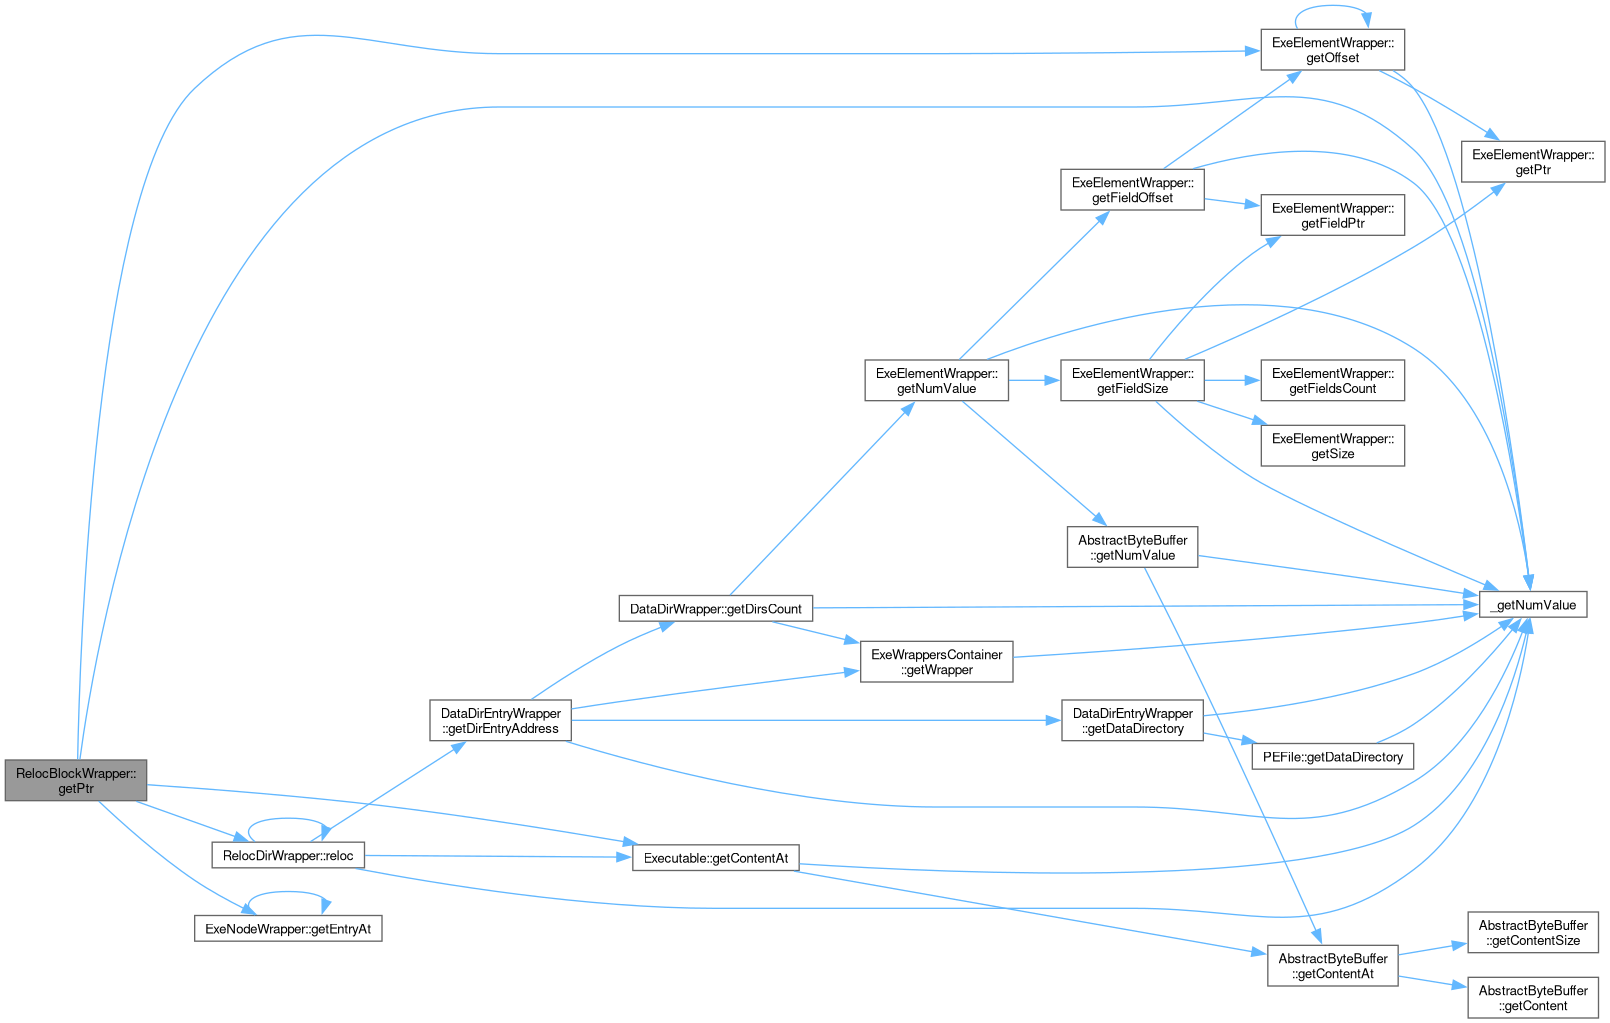 ExeElementWrapper::
getOffset
ExeElementWrapper::
getPtr
ExeElementWrapper::
getFieldOffset
ExeElementWrapper::
getFieldPtr
ExeElementWrapper::
getNumValue
ExeElementWrapper::
getFieldSize
ExeElementWrapper::
getFieldsCount
ExeElementWrapper::
getSize
AbstractByteBuffer
::getNumValue
DataDirWrapper::getDirsCount
_getNumValue
ExeWrappersContainer
::getWrapper
DataDirEntryWrapper
::getDirEntryAddress
DataDirEntryWrapper
::getDataDirectory
PEFile::getDataDirectory
RelocBlockWrapper::
getPtr
RelocDirWrapper::reloc
Executable::getContentAt
ExeNodeWrapper::getEntryAt
AbstractByteBuffer
::getContentAt
AbstractByteBuffer
::getContentSize
AbstractByteBuffer
::getContent